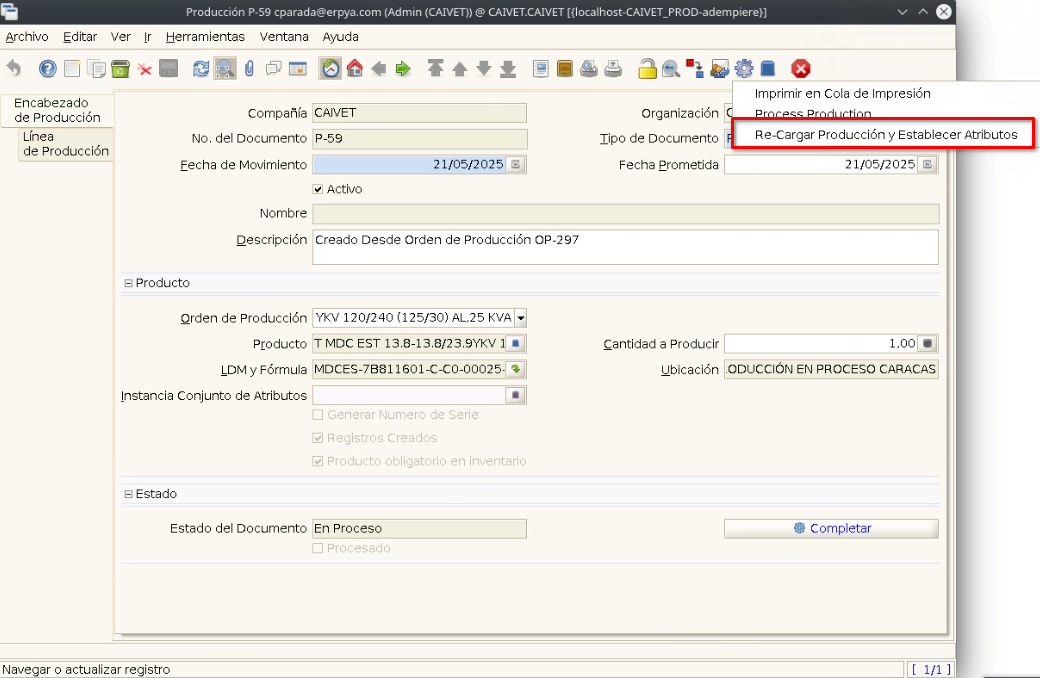 Producción P-59 cparada@erpya.com (Admin (CAIVET)) @ CAIVET.CAIVET [{localhost-CAIVET_PROD-adempiere}]
Archivo Editar Ver Ir Herramientas Ventana Ayuda
Imprimir en Cola de Impresión
Process Production
Re-Cargar Producción y Establecer Atributos
Encabezado
de Producción
Línea
de Producción
Compañía CAIVET Organización
No. del Documento P-59 Tipo de Documento
Fecha de Movimiento 21/05/2025 Fecha Prometida 21/05/2025
Activo
Nombre
Descripción Creado Desde Orden de Producción OP-297
Producto
Orden de Producción YKV 120/240 (125/30) AL,25 KVA
Producto T MDC EST 13.8-13.8/23.9YKV 1 Cantidad a Producir 1,00
LDM y Fórmula MDCES-7B811601-C-C0-00025- Ubicación .ODUCCIÓN EN PROCESO CARACAS
Instancia Conjunto de Atributos
Generar Numero de Serie
Registros Creados
Producto obligatorio en inventario
Estado
Estado del Documento En Proceso Completar
Procesado
Navegar o actualizar registro [ 1/1 ]